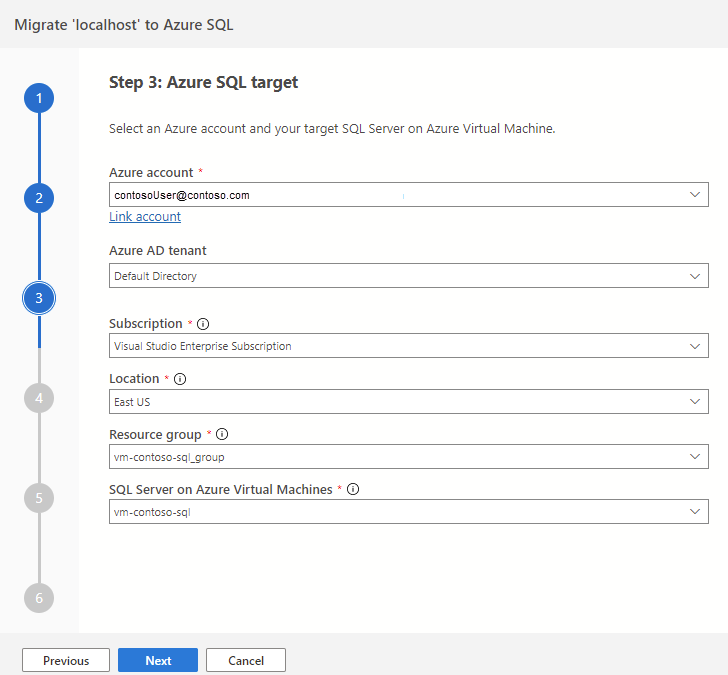 Migrate 'localhost' to Azure SQL
1
2
3
4
5
6
Step 3: Azure SQL target
Select an Azure account and your target SQL Server on Azure Virtual Machine.
Azure account *
contosoUser@contoso.com
Link account
Azure AD tenant
Default Directory
Subscription * i
Visual Studio Enterprise Subscription
Location * i
East US
Resource group * i
vm-contoso-sql_group
SQL Server on Azure Virtual Machines * i
vm-contoso-sql
Previous Next Cancel